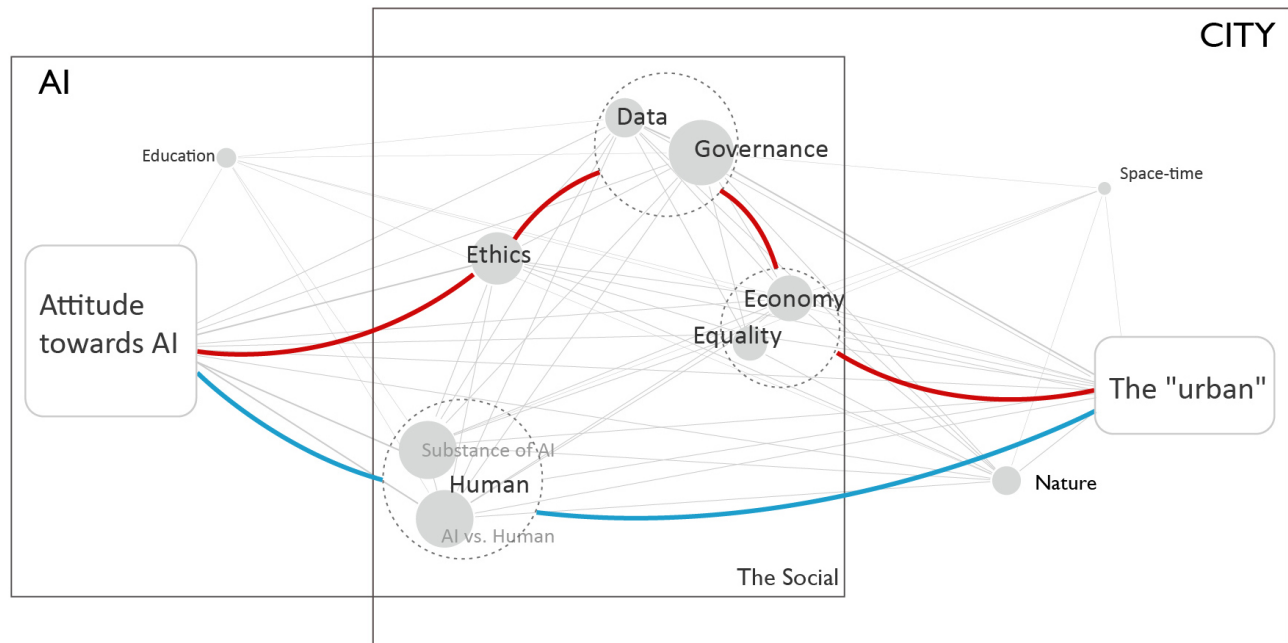 CITY
AI
Data
Governance
Education
Space-time
Ethics
Attitude
towards AI
Economy
Equality
The "urban"
Substance of AI
Human
Nature
AI vs. Human
The Social